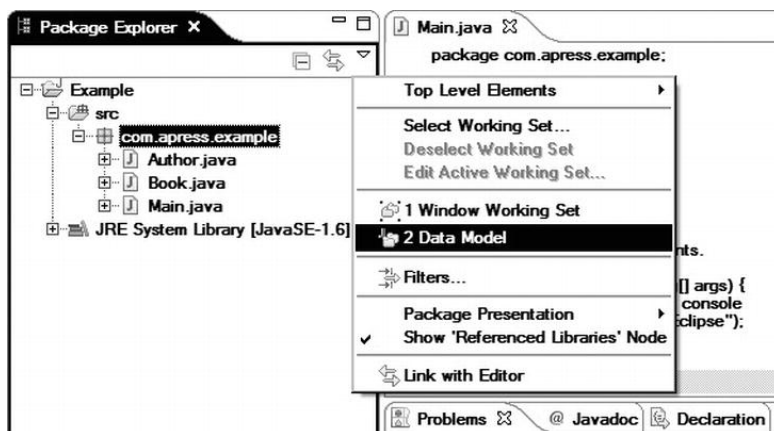 Package Explorer
Main.java
package com.apress.example;
Example
src
com.apress.example
Author.java
Book.java
Main.java
JRE System Library [JavaSE-1.6]
Top Level Elements
Select Working Set...
Deselect Working Set
Edit Active Working Set...
1 Window Working Set
2 Data Model
Filters...
Package Presentation
Show 'Referenced Libraries' Node
Link with Editor
nts.
[] args) {
console
clipse");
Problems
@ Javadoc
Declaration